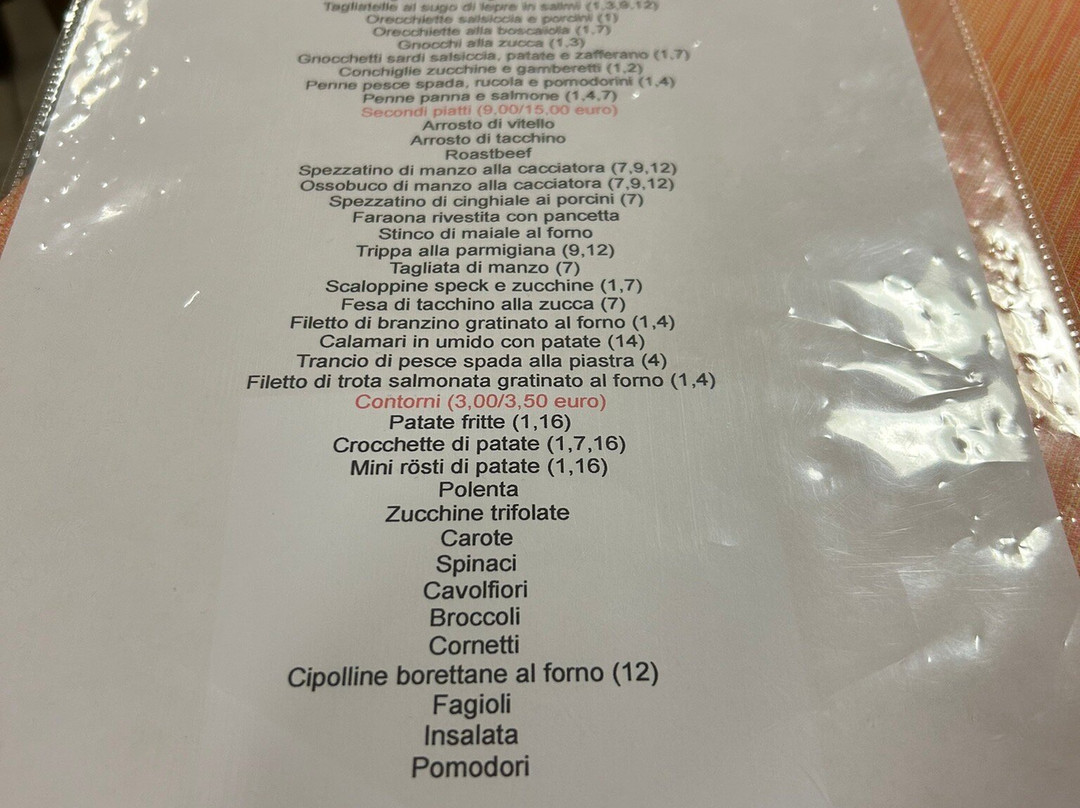 Tagliatelle al sugo di lepre in salmì (1,3,9,12)
Orecchiette salsiccia e porcini (1)
Orecchiette alla boscaiola (1,7)
Gnocchi alla zucca (1,3)
Gnocchetti sardi salsiccia, patate e zafferano (1,7)
Conchiglie zucchine e gamberetti (1,2)
Penne pesce spada, rucola e pomodorini (1,4)
Penne panna e salmone (1,4,7)
Secondi piatti (9,00/15,00 euro)
Arrosto di vitello
Arrosto di tacchino
Roastbeef
Spezzatino di manzo alla cacciatora (7,9,12)
Ossobuco di manzo alla cacciatora (7,9,12)
Spezzatino di cinghiale ai porcini (7)
Faraona rivestita con pancetta
Stinco di maiale al forno
Trippa alla parmigiana (9,12)
Tagliata di manzo (7)
Scaloppine speck e zucchine (1,7)
Fesa di tacchino alla zucca (7)
Filetto di branzino gratinato al forno (1,4)
Calamari in umido con patate (14)
Trancio di pesce spada alla piastra (4)
Filetto di trota salmonata gratinato al forno (1,4)
Contorni (3,00/3,50 euro)
Patate fritte (1,16)
Crocchette di patate (1,7,16)
Mini rösti di patate (1,16)
Polenta
Zucchine trifolate
Carote
Spinaci
Cavolfiori
Broccoli
Cornetti
Cipolline borettane al forno (12)
Fagioli
Insalata
Pomodori